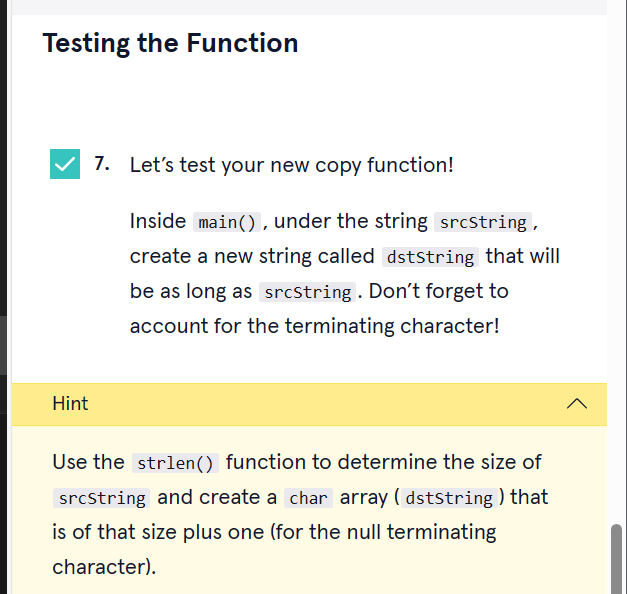 Testing the Function
7. Let’s test your new copy function!
Inside main(), under the string srcString,
create a new string called dstString that will
be as long as srcString. Don’t forget to
account for the terminating character!
Hint
Use the strlen() function to determine the size of
srcString and create a char array (dstString) that
is of that size plus one (for the null terminating
character).